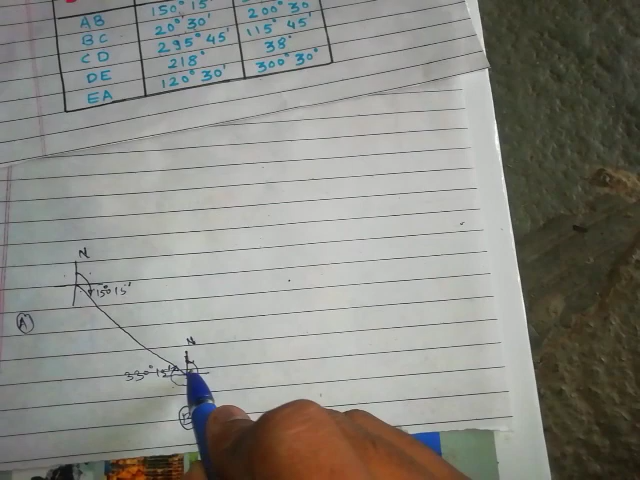 AB 150° 15'
BC 20° 30' 200° 30'
CD 295° 45' 115° 45'
DE 218° 38°
EA 120° 30' 300° 30'
N
150° 15'
A
N
330° 15'